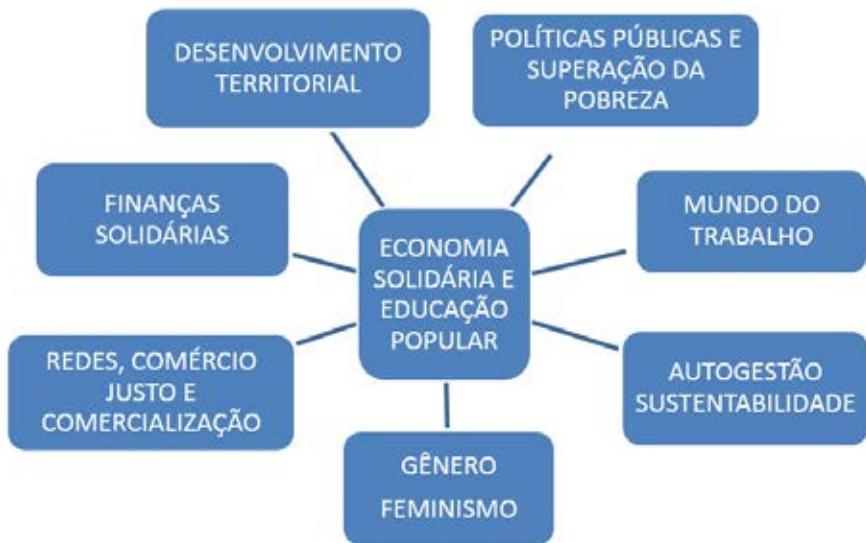 DESENVOLVIMENTO
TERRITORIAL
POLÍTICAS PÚBLICAS E
SUPERAÇÃO DA
POBREZA
FINANÇAS
SOLIDÁRIAS
ECONOMIA
SOLIDÁRIA E
EDUCAÇÃO
POPULAR
MUNDO DO
TRABALHO
REDES, COMÉRCIO
JUSTO E
COMERCIALIZAÇÃO
AUTOGESTÃO
SUSTENTABILIDADE
GÊNERO
FEMINISMO